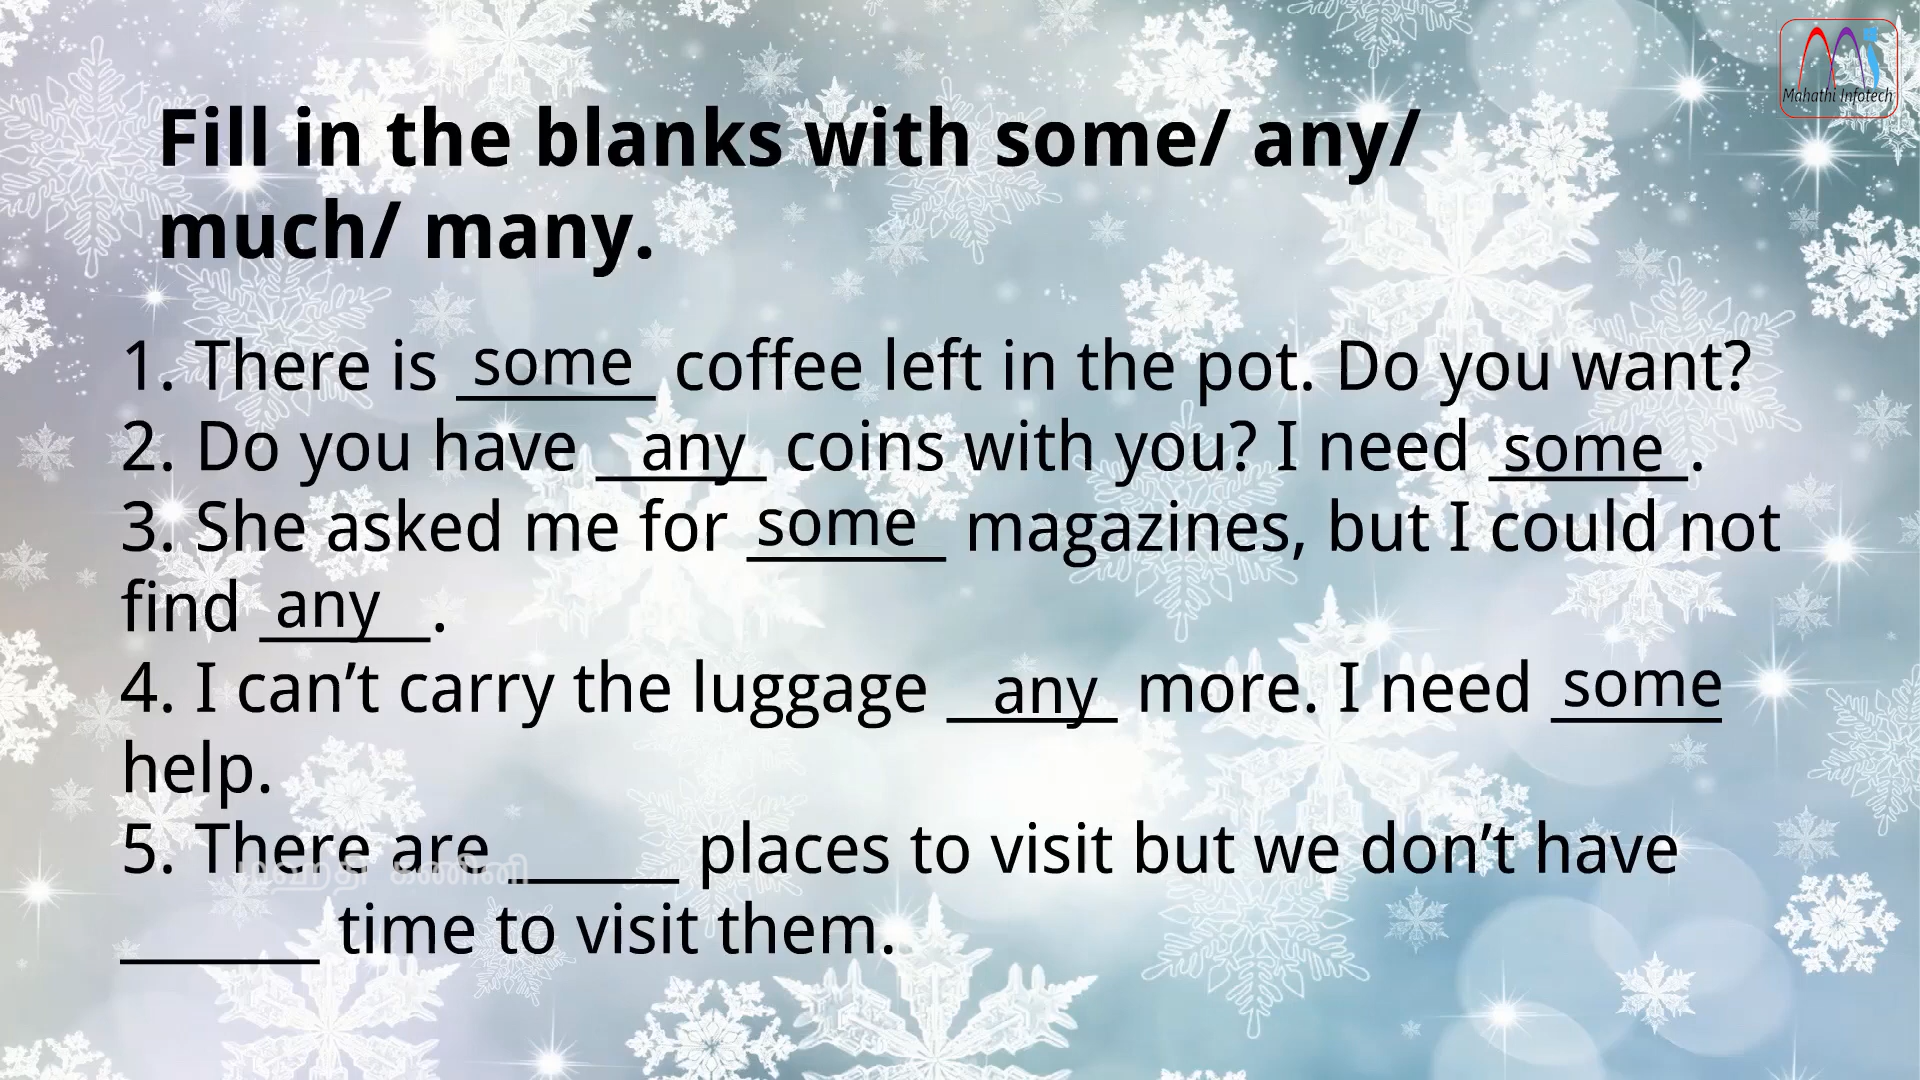 Mahathi Infotech
Fill in the blanks with some/ any/
much/ many.
1. There is some coffee left in the pot. Do you want?
2. Do you have any coins with you? I need some.
3. She asked me for some magazines, but I could not
find any.
4. I can’t carry the luggage any more. I need some
help.
5. There are ______ places to visit but we don’t have
_______ time to visit them.